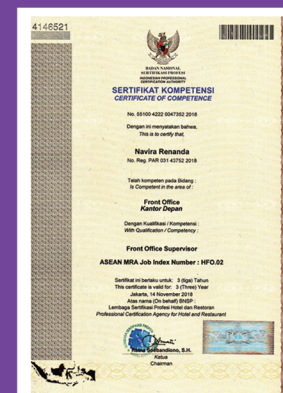 4146521
BADAN NASIONAL
SERTIFIKASI PROFESI
INDONESIAN PROFESSIONAL
CERTIFICATION AUTHORITY
SERTIFIKAT KOMPETENSI
CERTIFICATE OF COMPETENCE
No. 55100 4222 0047352 2018
Dengan ini menyatakan bahwa,
This is to certify that,
Navira Renanda
No. Reg. PAR 031 43752 2018
Telah kompeten pada Bidang :
Is Competent in the area of :
Front Office
Kantor Depan
Dengan Kualifikasi / Kompetensi :
With Qualification / Competency :
Front Office Supervisor
ASEAN MRA Job Index Number : HFO.02
Sertifikat ini berlaku untuk: 3 (tiga) Tahun
This certificate is valid for: 3 (Three) Year
Jakarta, 14 November 2018
Atas nama (On behalf) BNSP :
Lembaga Sertifikasi Profesi Hotel dan Restoran
Professional Certification Agency for Hotel and Restaurant
S.H.
Ketua
Chairman